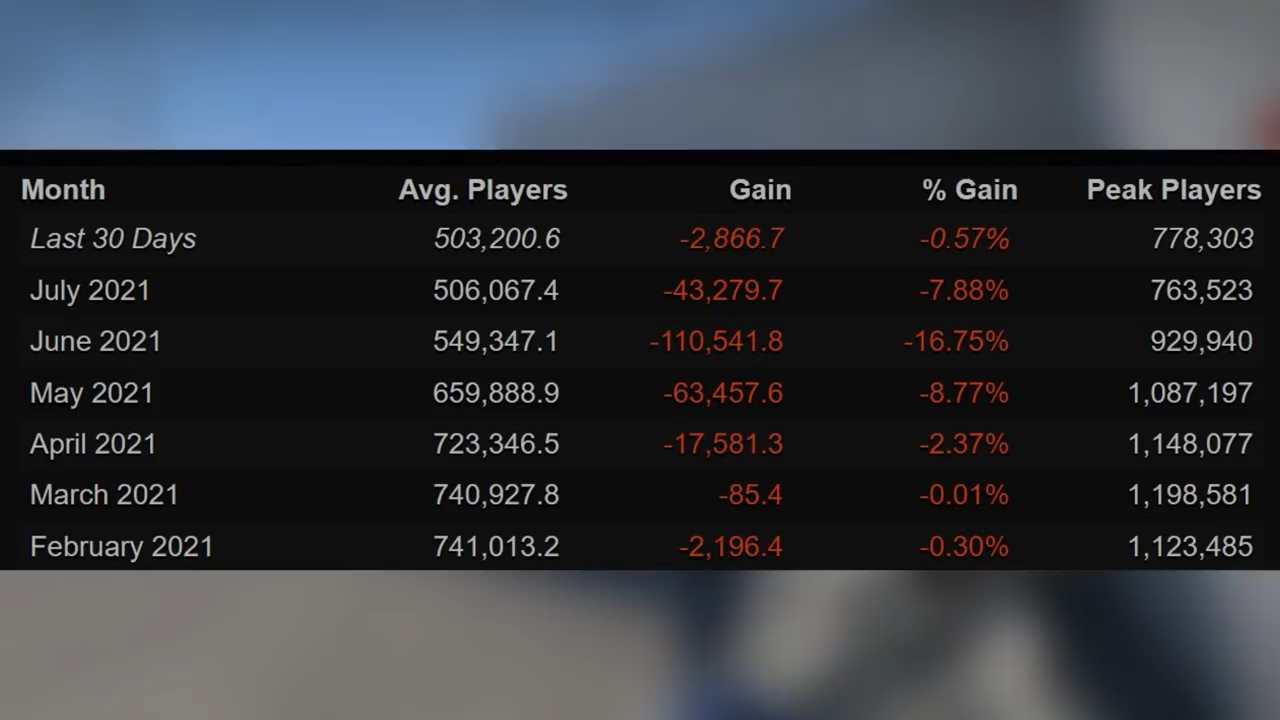 Month Avg. Players Gain % Gain Peak Players
Last 30 Days 503,200.6 -2,866.7 -0.57% 778,303
July 2021 506,067.4 -43,279.7 -7.88% 763,523
June 2021 549,347.1 -110,541.8 -16.75% 929,940
May 2021 659,888.9 -63,457.6 -8.77% 1,087,197
April 2021 723,346.5 -17,581.3 -2.37% 1,148,077
March 2021 740,927.8 -85.4 -0.01% 1,198,581
February 2021 741,013.2 -2,196.4 -0.30% 1,123,485